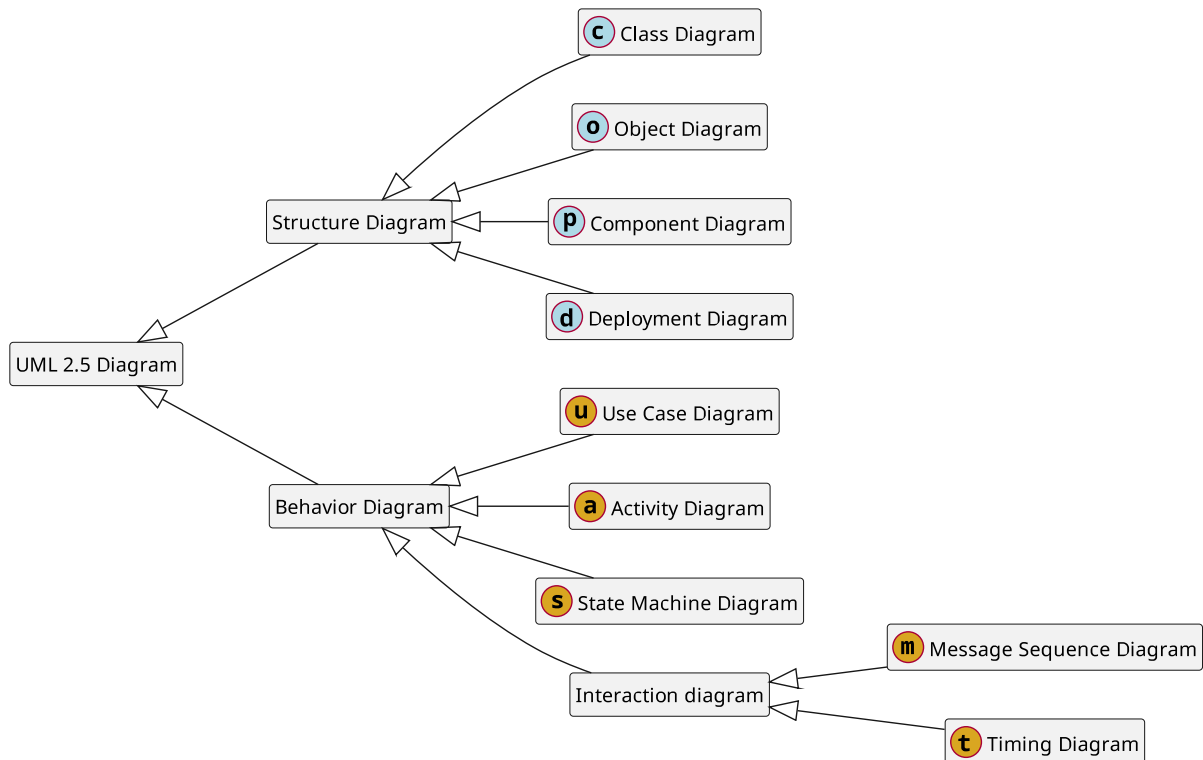 c Class Diagram
o Object Diagram
Structure Diagram
p Component Diagram
d Deployment Diagram
UML 2.5 Diagram
u Use Case Diagram
Behavior Diagram
a Activity Diagram
s State Machine Diagram
m Message Sequence Diagram
Interaction diagram
t Timing Diagram